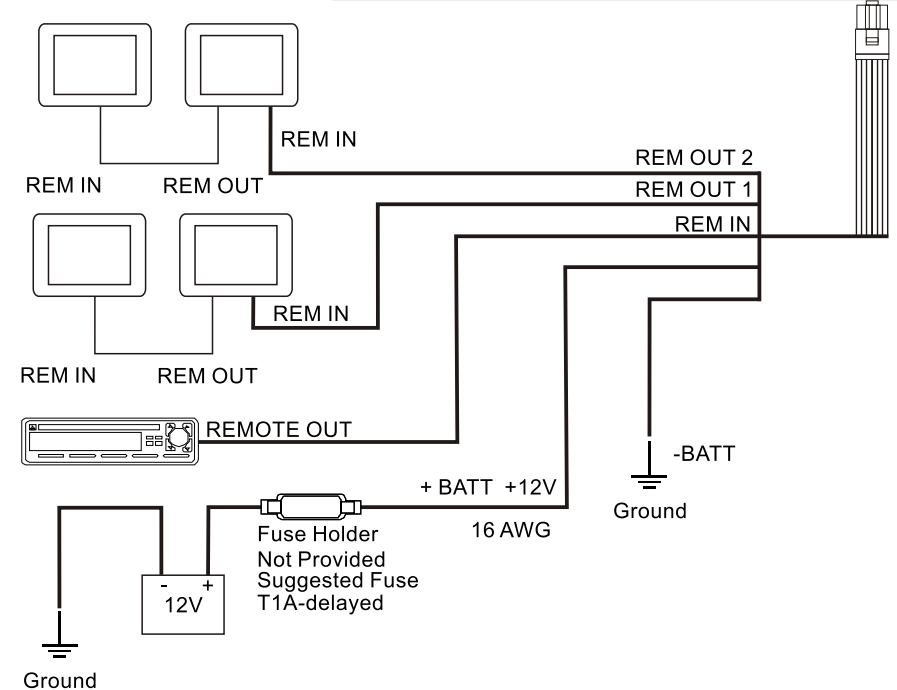 REM IN
REM OUT 2
REM IN REM OUT
REM OUT 1
REM IN
REM IN
REM IN REM OUT
REMOTE OUT
-BATT
+ BATT +12V
Ground
16 AWG
Fuse Holder
Not Provided
Suggested Fuse
T1A-delayed
- +
12V
Ground